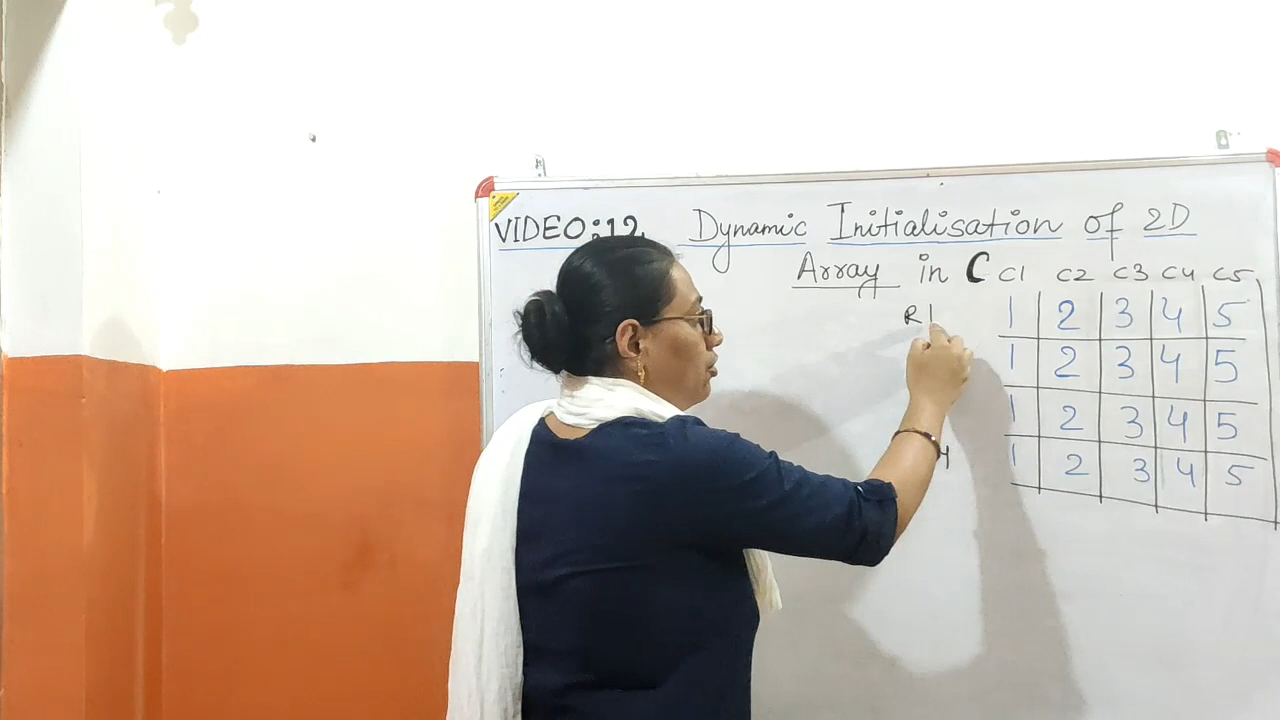 VIDEO:12. Dynamic Initialisation of 2D
Array in C
C1 C2 C3 C4 C5
R1 1 2 3 4 5
1 2 3 4 5
1 2 3 4 5
4 1 2 3 4 5